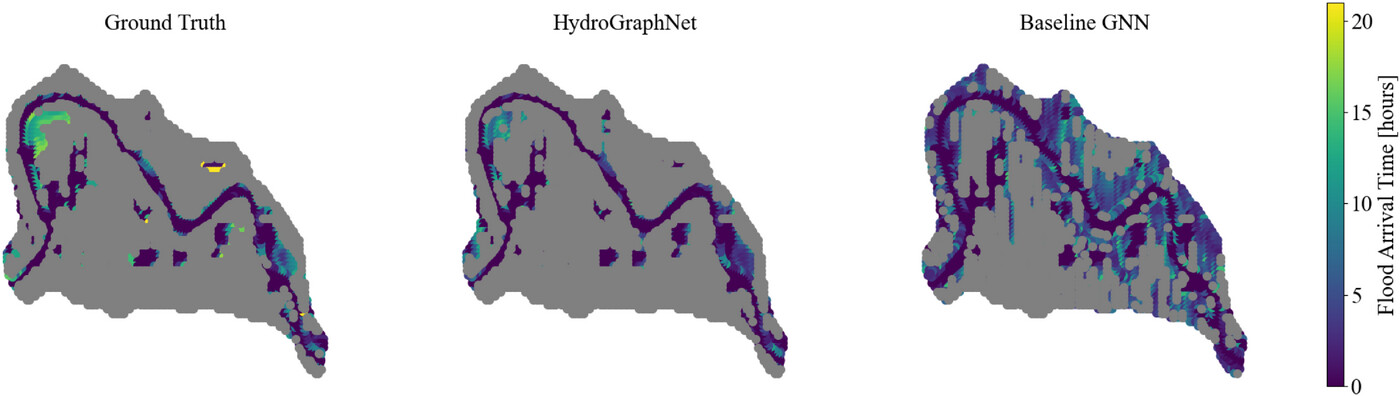 Ground Truth
HydroGraphNet
Baseline GNN
20
15
10
5
0
Flood Arrival Time [hours]